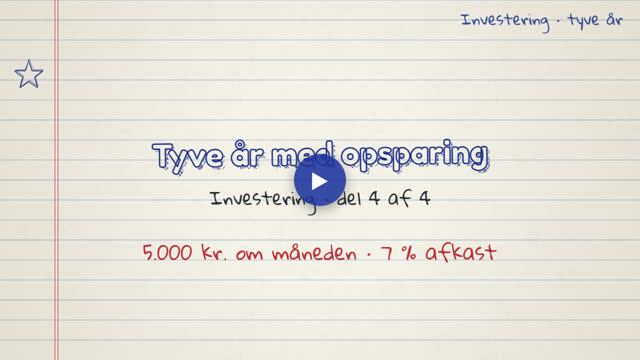 Investering · tyve år
Tyve år med opsparing
Investering · del 4 af 4
5.000 kr. om måneden · 7 % afkast